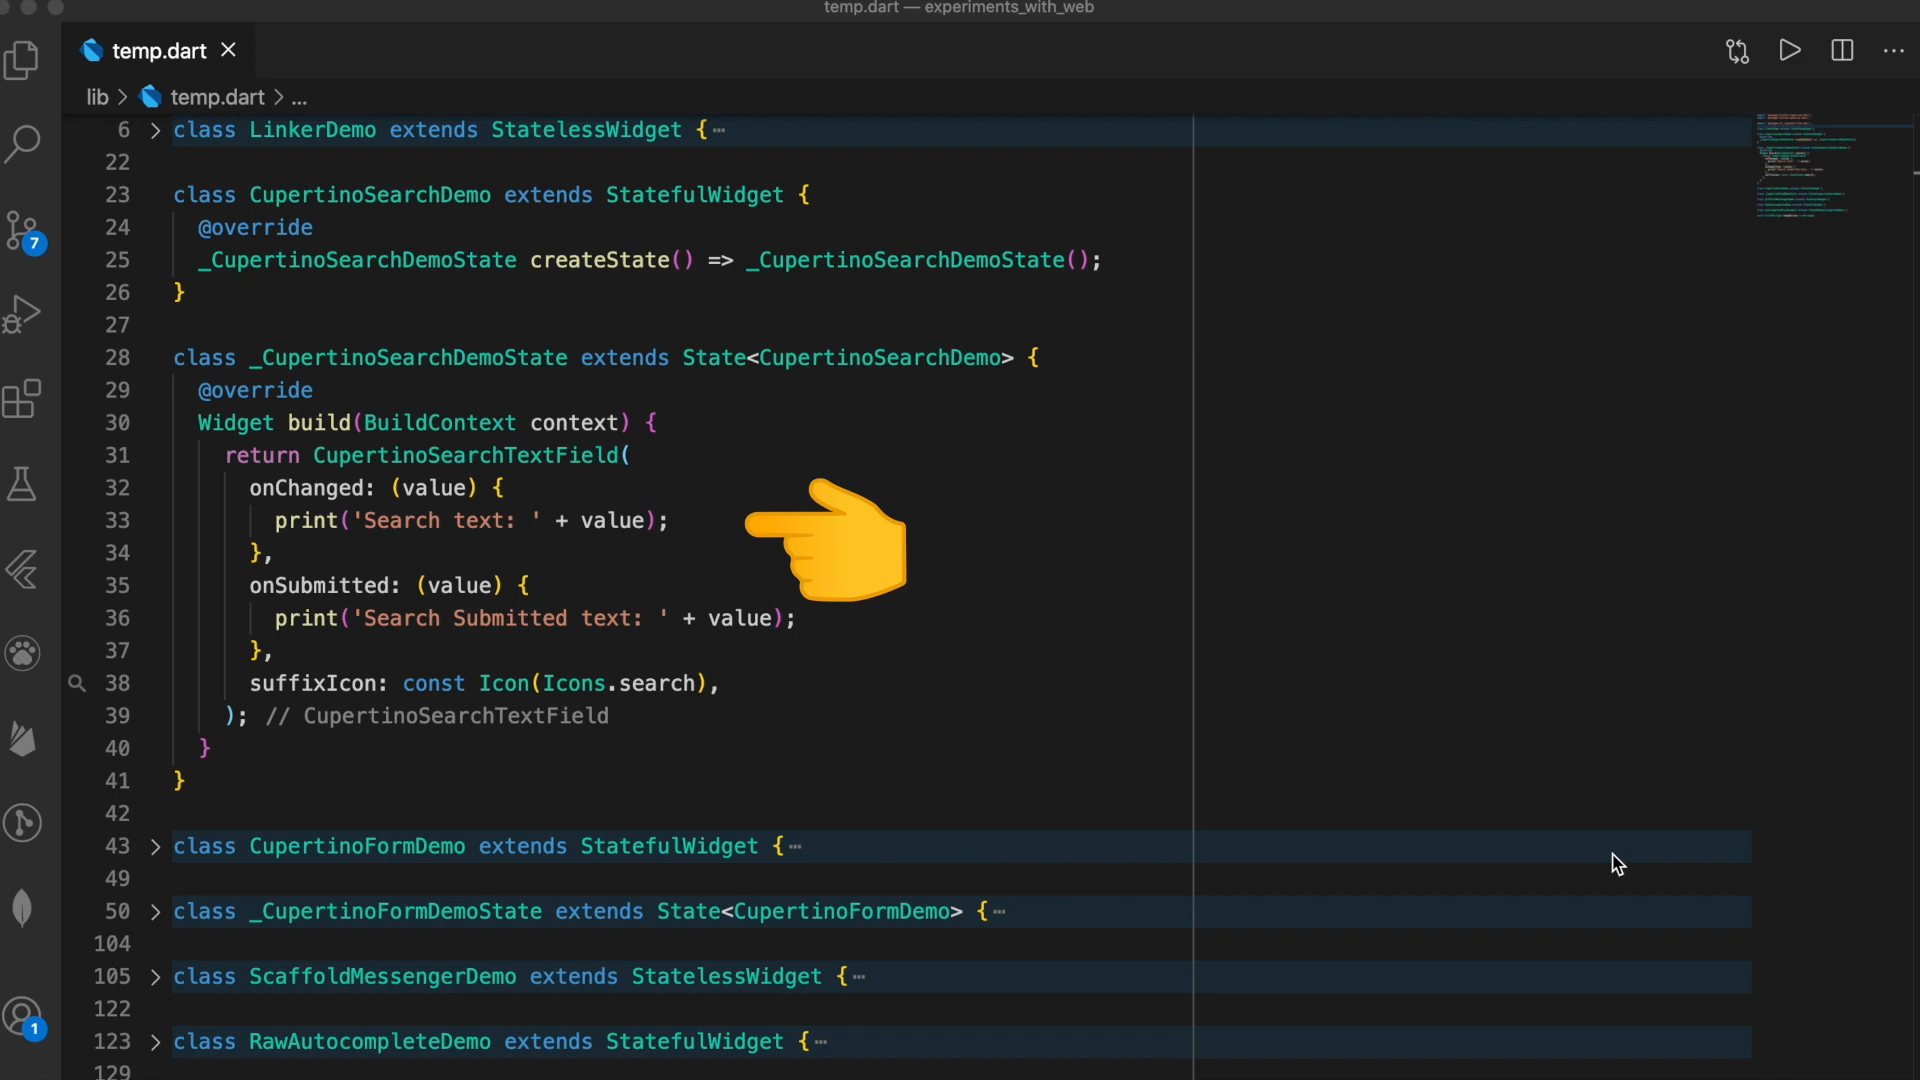 temp.dart — experiments_with_web
temp.dart
lib > temp.dart > ...
6 class LinkerDemo extends StatelessWidget {…
22
23 class CupertinoSearchDemo extends StatefulWidget {
24 @override
25 _CupertinoSearchDemoState createState() => _CupertinoSearchDemoState();
26 }
27
28 class _CupertinoSearchDemoState extends State<CupertinoSearchDemo> {
29 @override
30 Widget build(BuildContext context) {
31 return CupertinoSearchTextField(
32 onChanged: (value) {
33 print('Search text: ' + value);
34 },
35 onSubmitted: (value) {
36 print('Search Submitted text: ' + value);
37 },
38 suffixIcon: const Icon(Icons.search),
39 ); // CupertinoSearchTextField
40 }
41 }
42
43 class CupertinoFormDemo extends StatefulWidget {…
49
50 class _CupertinoFormDemoState extends State<CupertinoFormDemo> {…
104
105 class ScaffoldMessengerDemo extends StatelessWidget {…
122
123 class RawAutocompleteDemo extends StatefulWidget {…
129
7
1